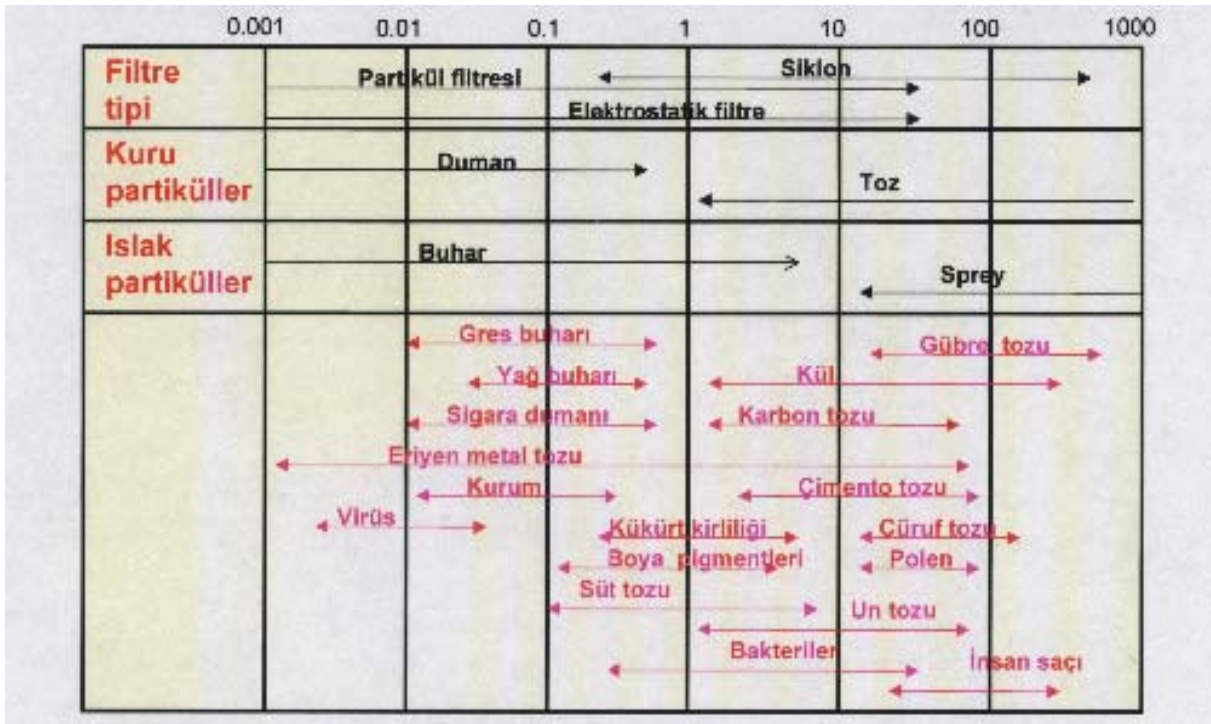 0.001 0.01 0.1 1 10 100 1000
Filtre
tipi
Partikül filtresi
Siklon
Elektrostatik filtre
Kuru
partiküller
Duman
Toz
Islak
partiküller
Buhar
Sprey
Gres buharı
Gübre tozu
Yağ buharı
Kül
Sigara dumanı
Karbon tozu
Eriyen metal tozu
Kurum
Çimento tozu
Virüs
Kükürt kirliliği
Cüruf tozu
Boya pigmentleri
Polen
Süt tozu
Un tozu
Bakteriler
İnsan saçı